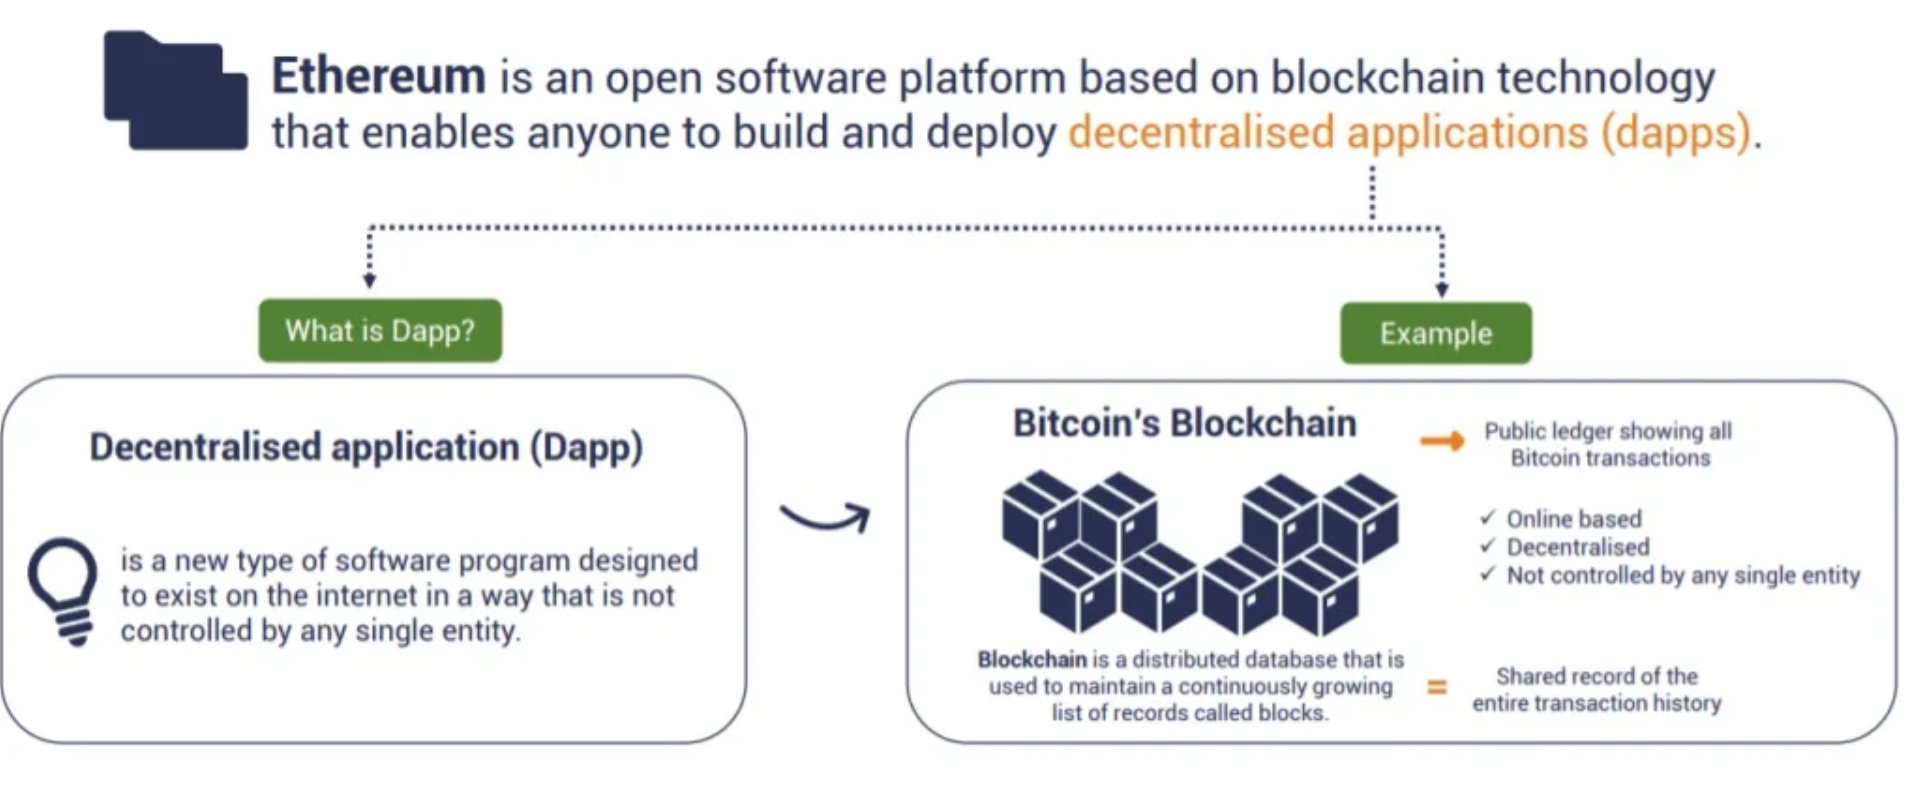 Ethereum is an open software platform based on blockchain technology
that enables anyone to build and deploy decentralised applications (dapps).
What is Dapp?
Decentralised application (Dapp)
is a new type of software program designed
to exist on the internet in a way that is not
controlled by any single entity.
Example
Bitcoin's Blockchain
Public ledger showing all
Bitcoin transactions
✓ Online based
✓ Decentralised
✓ Not controlled by any single entity
Blockchain is a distributed database that is
used to maintain a continuously growing
list of records called blocks.
=
Shared record of the
entire transaction history